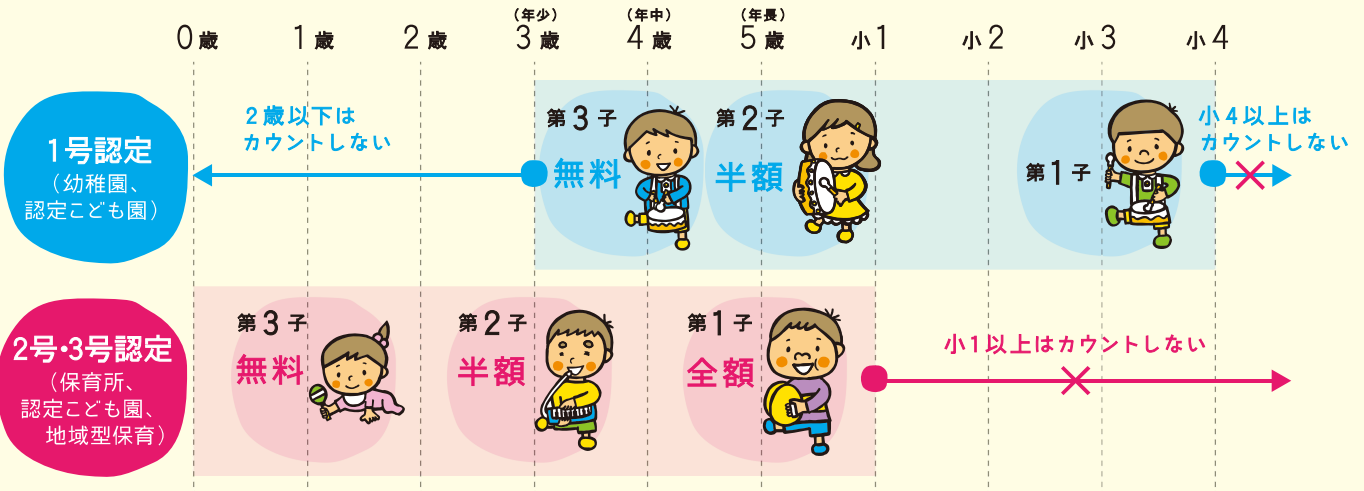 (年少)
(年中)
(年長)
0歳
1歳
2歳
3歳
4歳
5歳
小1
小2
小3
小4
1号認定
(幼稚園、
認定こども園)
2歳以下は
カウントしない
第3子
無料
第2子
半額
第1子
小4以上は
カウントしない
2号・3号認定
(保育所、
認定こども園、
地域型保育)
第3子
無料
第2子
半額
第1子
全額
小1以上はカウントしない